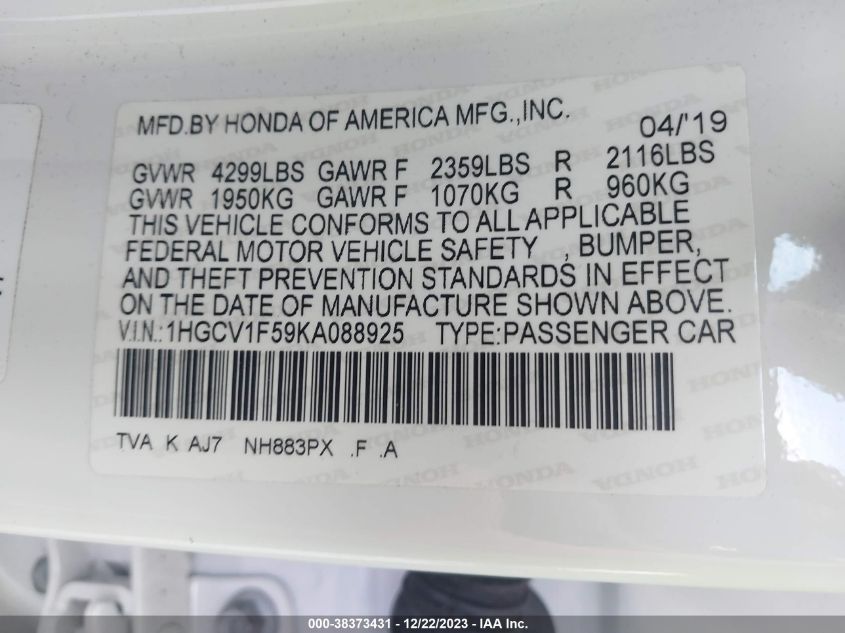 MFD.BY HONDA OF AMERICA MFG.,INC.
04/'19
GVWR 4299LBS GAWR F 2359LBS R 2116LBS
GVWR 1950KG GAWR F 1070KG R 960KG
THIS VEHICLE CONFORMS TO ALL APPLICABLE
FEDERAL MOTOR VEHICLE SAFETY , BUMPER,
AND THEFT PREVENTION STANDARDS IN EFFECT
ON THE DATE OF MANUFACTURE SHOWN ABOVE.
V.I.N.:1HGCV1F59KA088925 TYPE:PASSENGER CAR
TVA K AJ7 NH883PX .F .A
000-38373431 - 12/22/2023 - IAA Inc.